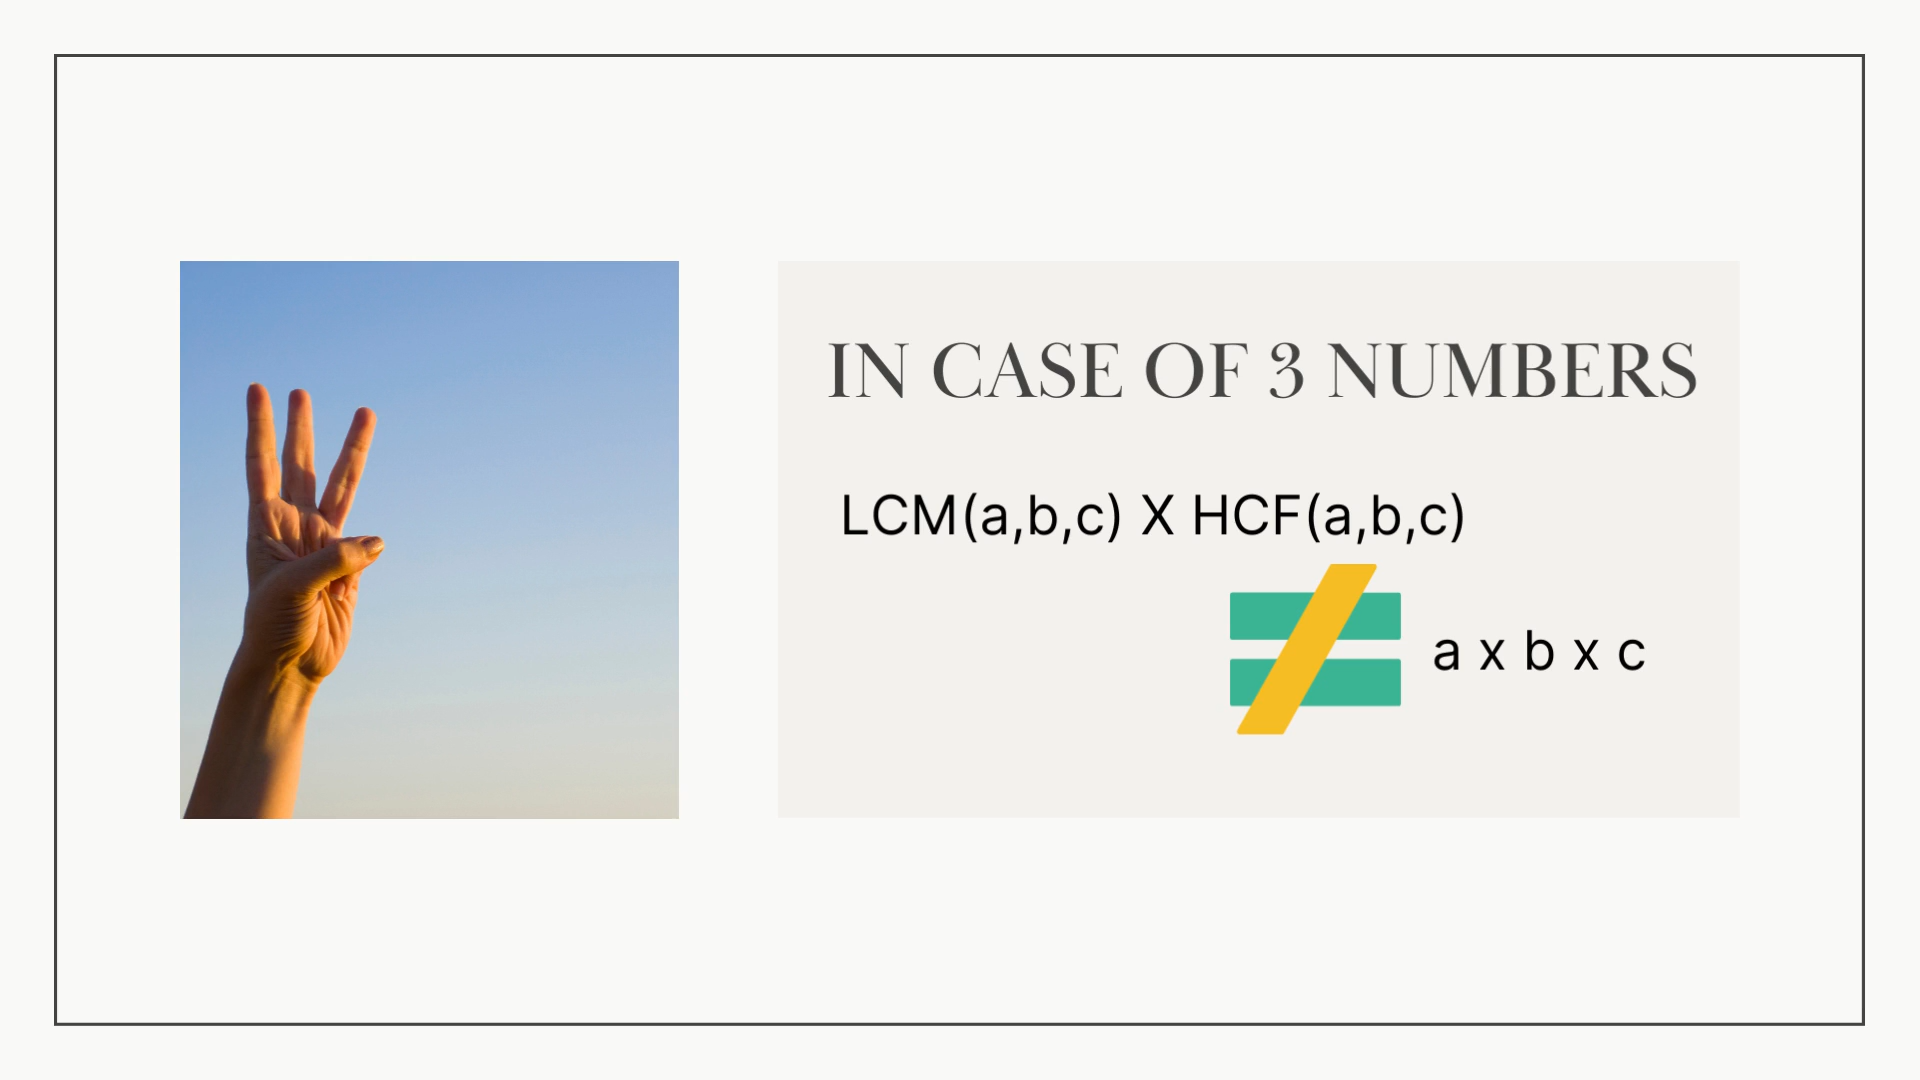 IN CASE OF 3 NUMBERS
LCM(a,b,c) X HCF(a,b,c)
≠ a x b x c